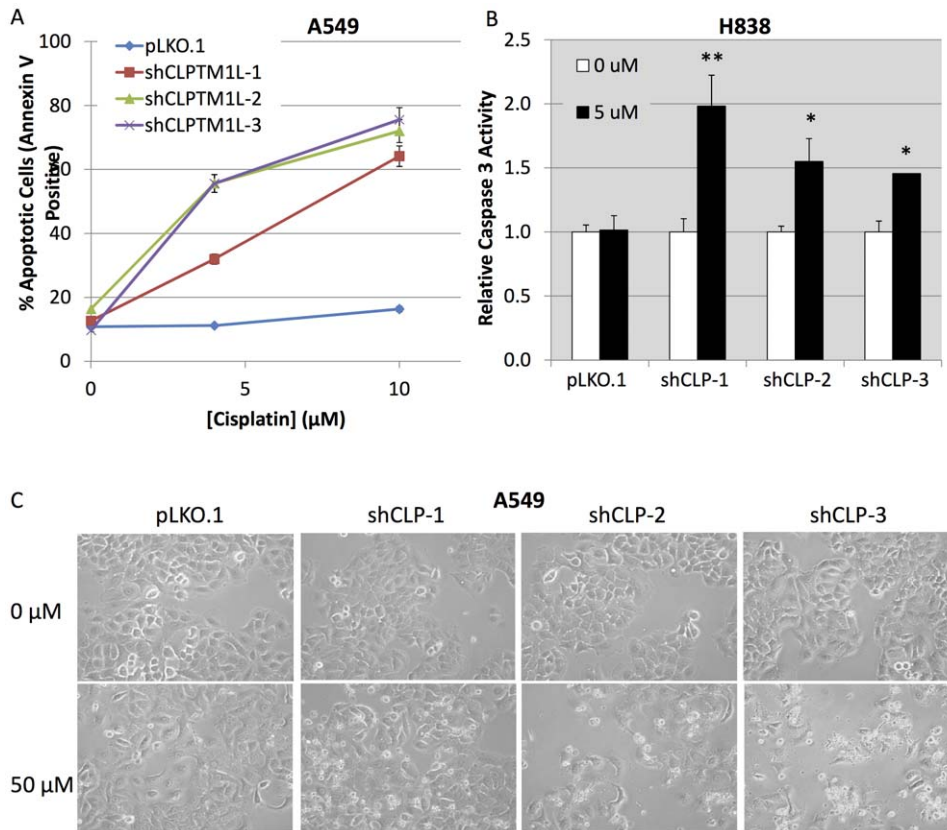 A
A549
% Apoptotic Cells (Annexin V
Positive)
100
80
60
40
20
0
pLKO.1
shCLPTM1L-1
shCLPTM1L-2
shCLPTM1L-3
0
5
10
[Cisplatin] (μM)
B
H838
Relative Caspase 3 Activity
2.5
2.0
1.5
1.0
0.5
0.0
0 uM
5 uM
**
*
*
pLKO.1
shCLP-1
shCLP-2
shCLP-3
C
A549
pLKO.1
shCLP-1
shCLP-2
shCLP-3
0 μM
50 μM